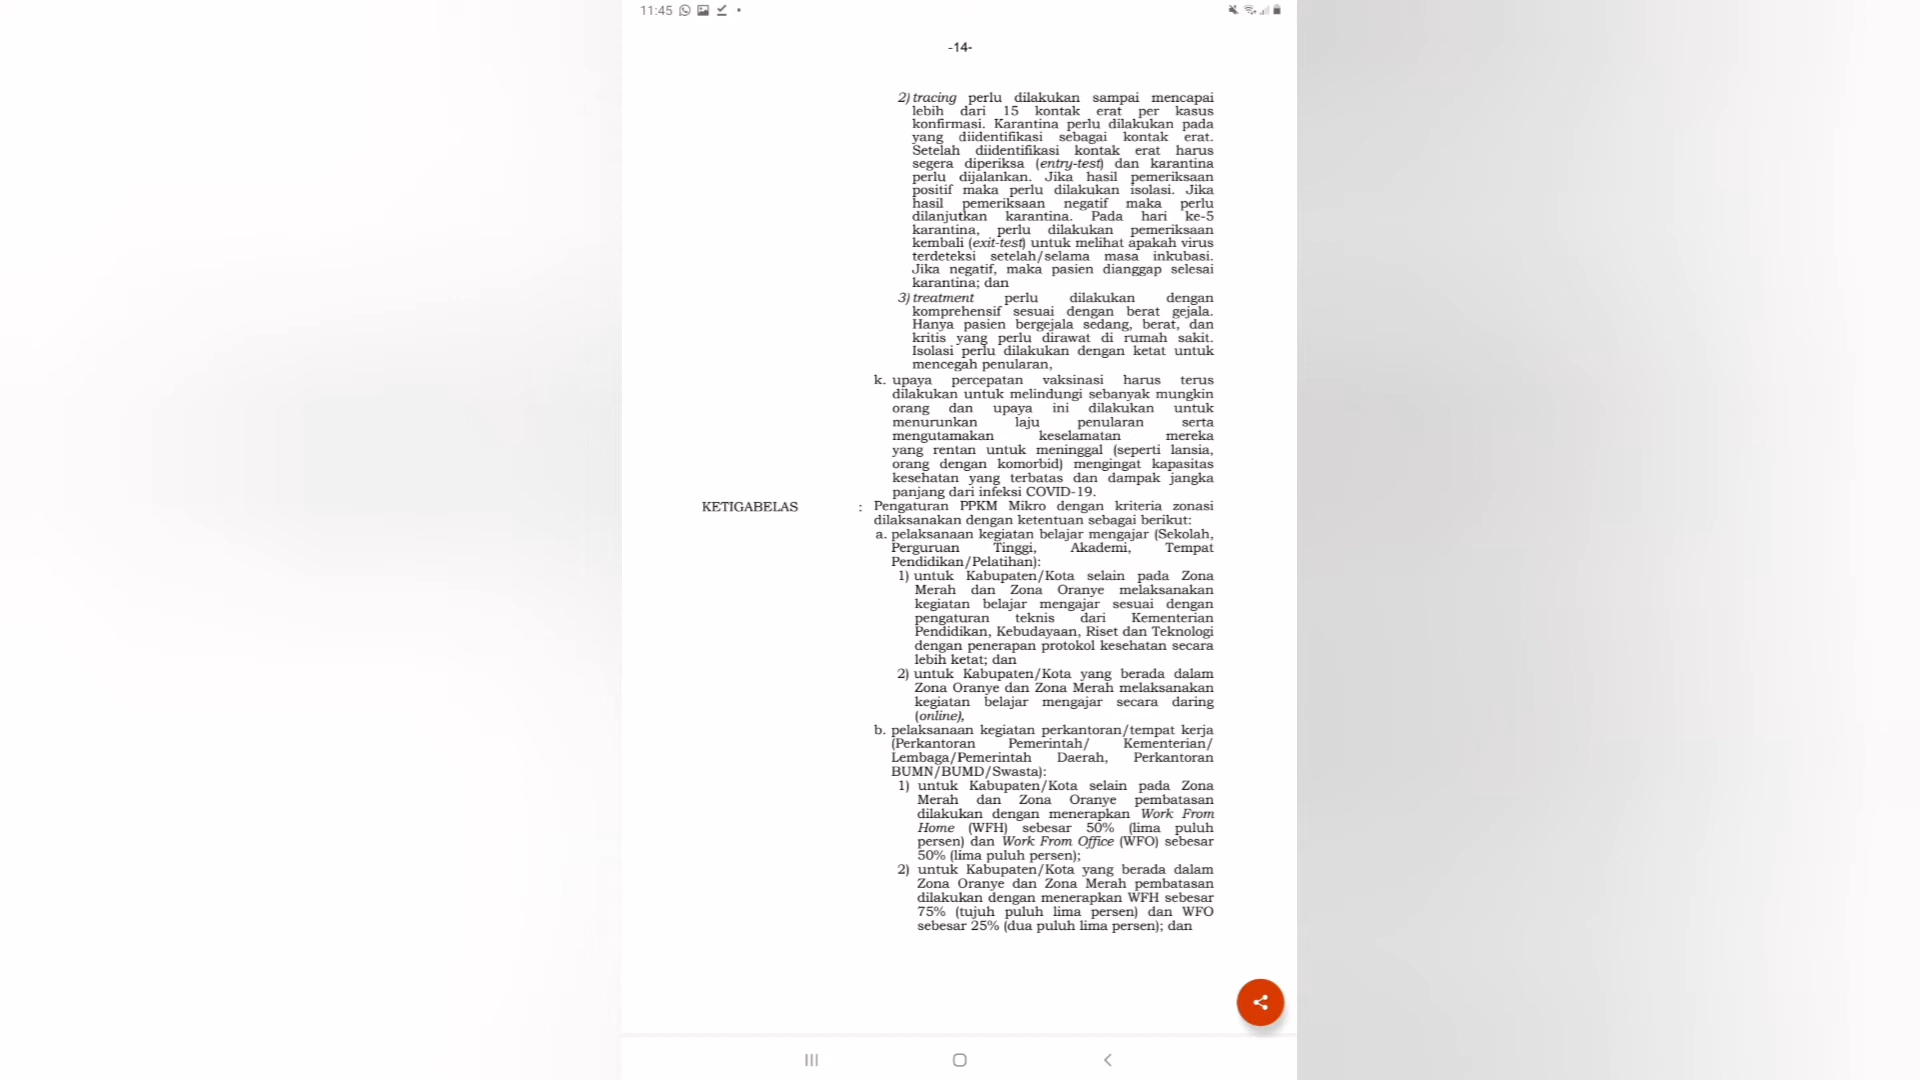 11:45
-14-
2) tracing perlu dilakukan sampai mencapai
lebih dari 15 kontak erat per kasus
konfirmasi. Karantina perlu dilakukan pada
yang diidentifikasi sebagai kontak erat.
Setelah diidentifikasi kontak erat harus
segera diperiksa (entry-test) dan karantina
perlu dijalankan. Jika hasil pemeriksaan
positif maka perlu dilakukan isolasi. Jika
hasil pemeriksaan negatif maka perlu
dilanjutkan karantina. Pada hari ke-5
karantina, perlu dilakukan pemeriksaan
kembali (exit-test) untuk melihat apakah virus
terdeteksi setelah/selama masa inkubasi.
Jika negatif, maka pasien dianggap selesai
karantina; dan
3) treatment perlu dilakukan dengan
komprehensif sesuai dengan berat gejala.
Hanya pasien bergejala sedang, berat, dan
kritis yang perlu dirawat di rumah sakit.
Isolasi perlu dilakukan dengan ketat untuk
mencegah penularan,
k. upaya percepatan vaksinasi harus terus
dilakukan untuk melindungi sebanyak mungkin
orang dan upaya ini dilakukan untuk
menurunkan laju penularan serta
mengutamakan keselamatan mereka
yang rentan untuk meninggal (seperti lansia,
orang dengan komorbid) mengingat kapasitas
kesehatan yang terbatas dan dampak jangka
panjang dari infeksi COVID-19.
KETIGABELAS : Pengaturan PPKM Mikro dengan kriteria zonasi
dilaksanakan dengan ketentuan sebagai berikut:
a. pelaksanaan kegiatan belajar mengajar (Sekolah,
Perguruan Tinggi, Akademi, Tempat
Pendidikan/Pelatihan):
1) untuk Kabupaten/Kota selain pada Zona
Merah dan Zona Oranye melaksanakan
kegiatan belajar mengajar sesuai dengan
pengaturan teknis dari Kementerian
Pendidikan, Kebudayaan, Riset dan Teknologi
dengan penerapan protokol kesehatan secara
lebih ketat; dan
2) untuk Kabupaten/Kota yang berada dalam
Zona Oranye dan Zona Merah melaksanakan
kegiatan belajar mengajar secara daring
(online),
b. pelaksanaan kegiatan perkantoran/tempat kerja
(Perkantoran Pemerintah/ Kementerian/
Lembaga/Pemerintah Daerah, Perkantoran
BUMN/BUMD/Swasta):
1) untuk Kabupaten/Kota selain pada Zona
Merah dan Zona Oranye pembatasan
dilakukan dengan menerapkan Work From
Home (WFH) sebesar 50% (lima puluh
persen) dan Work From Office (WFO) sebesar
50% (lima puluh persen);
2) untuk Kabupaten/Kota yang berada dalam
Zona Oranye dan Zona Merah pembatasan
dilakukan dengan menerapkan WFH sebesar
75% (tujuh puluh lima persen) dan WFO
sebesar 25% (dua puluh lima persen); dan